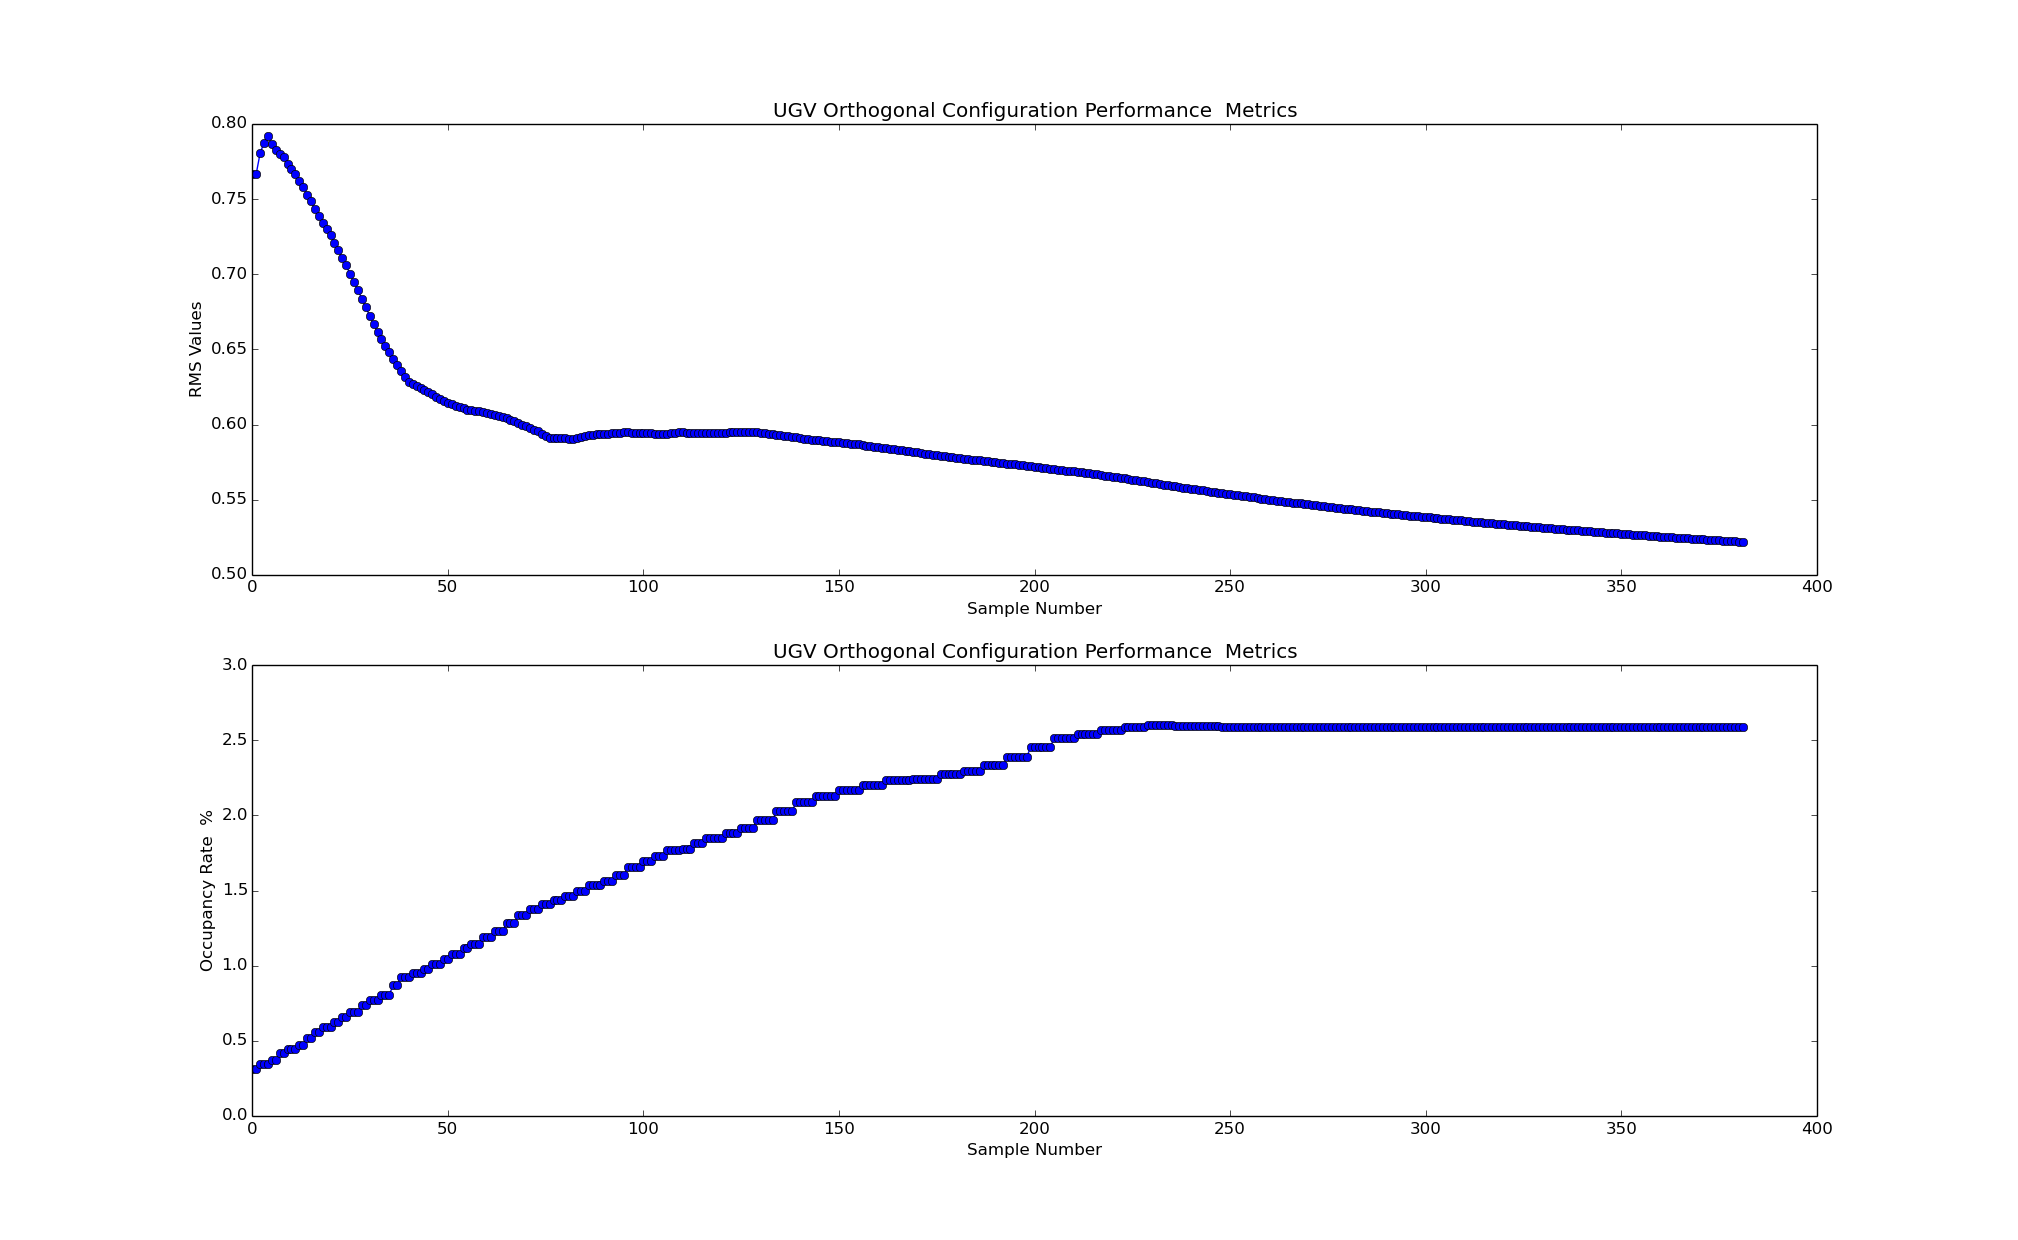 UGV Orthogonal Configuration Performance  Metrics
0.80
0.75
0.70
0.65
0.60
0.55
0.50
RMS Values
0 50 100 150 200 250 300 350 400
Sample Number
UGV Orthogonal Configuration Performance  Metrics
3.0
2.5
2.0
1.5
1.0
0.5
0.0
Occupancy Rate  %
0 50 100 150 200 250 300 350 400
Sample Number